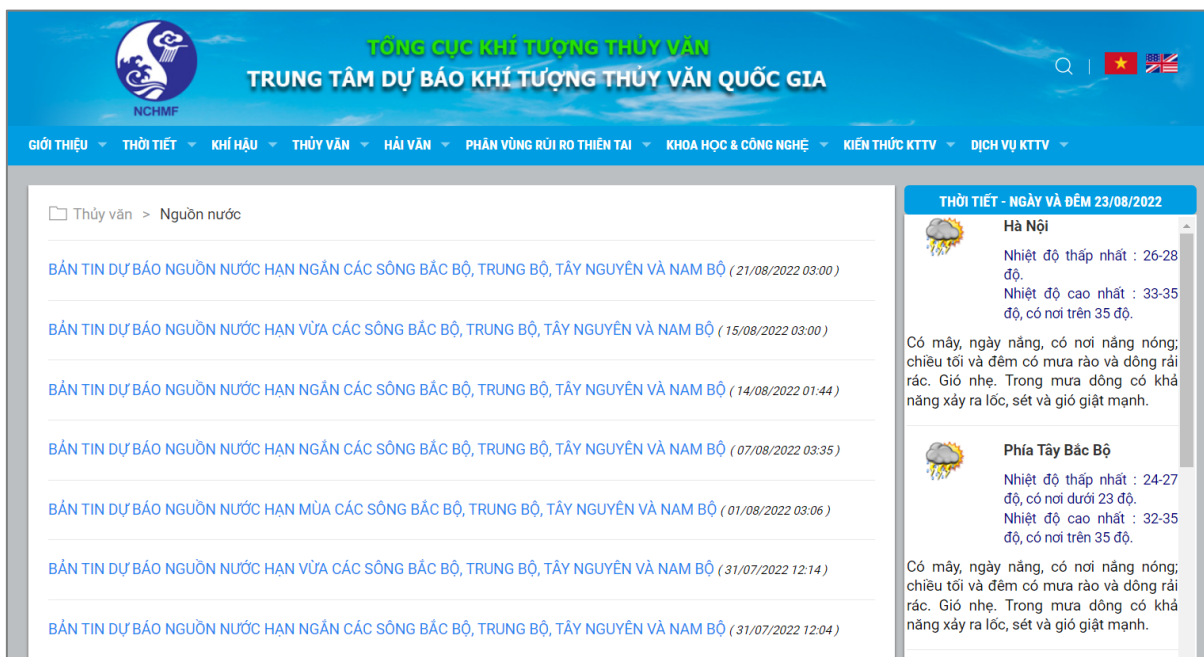 TỔNG CỤC KHÍ TƯỢNG THỦY VĂN
TRUNG TÂM DỰ BÁO KHÍ TƯỢNG THỦY VĂN QUỐC GIA
NCHMF
GIỚI THIỆU THỜI TIẾT KHÍ HẬU THỦY VĂN HẢI VĂN PHÂN VÙNG RỦI RO THIÊN TAI KHOA HỌC & CÔNG NGHỆ KIẾN THỨC KTTV DỊCH VỤ KTTV
Thủy văn > Nguồn nước
BẢN TIN DỰ BÁO NGUỒN NƯỚC HẠN NGẮN CÁC SÔNG BẮC BỘ, TRUNG BỘ, TÂY NGUYÊN VÀ NAM BỘ ( 21/08/2022 03:00 )
BẢN TIN DỰ BÁO NGUỒN NƯỚC HẠN VỪA CÁC SÔNG BẮC BỘ, TRUNG BỘ, TÂY NGUYÊN VÀ NAM BỘ ( 15/08/2022 03:00 )
BẢN TIN DỰ BÁO NGUỒN NƯỚC HẠN NGẮN CÁC SÔNG BẮC BỘ, TRUNG BỘ, TÂY NGUYÊN VÀ NAM BỘ ( 14/08/2022 01:44 )
BẢN TIN DỰ BÁO NGUỒN NƯỚC HẠN NGẮN CÁC SÔNG BẮC BỘ, TRUNG BỘ, TÂY NGUYÊN VÀ NAM BỘ ( 07/08/2022 03:35 )
BẢN TIN DỰ BÁO NGUỒN NƯỚC HẠN MÙA CÁC SÔNG BẮC BỘ, TRUNG BỘ, TÂY NGUYÊN VÀ NAM BỘ ( 01/08/2022 03:06 )
BẢN TIN DỰ BÁO NGUỒN NƯỚC HẠN VỪA CÁC SÔNG BẮC BỘ, TRUNG BỘ, TÂY NGUYÊN VÀ NAM BỘ ( 31/07/2022 12:14 )
BẢN TIN DỰ BÁO NGUỒN NƯỚC HẠN NGẮN CÁC SÔNG BẮC BỘ, TRUNG BỘ, TÂY NGUYÊN VÀ NAM BỘ ( 31/07/2022 12:04 )
THỜI TIẾT - NGÀY VÀ ĐÊM 23/08/2022
Hà Nội
Nhiệt độ thấp nhất : 26-28
độ.
Nhiệt độ cao nhất : 33-35
độ, có nơi trên 35 độ.
Có mây, ngày nắng, có nơi nắng nóng;
chiều tối và đêm có mưa rào và dông rải
rác. Gió nhẹ. Trong mưa dông có khả
năng xảy ra lốc, sét và gió giật mạnh.
Phía Tây Bắc Bộ
Nhiệt độ thấp nhất : 24-27
độ, có nơi dưới 23 độ.
Nhiệt độ cao nhất : 32-35
độ, có nơi trên 35 độ.
Có mây, ngày nắng, có nơi nắng nóng;
chiều tối và đêm có mưa rào và dông rải
rác. Gió nhẹ. Trong mưa dông có khả
năng xảy ra lốc, sét và gió giật mạnh.